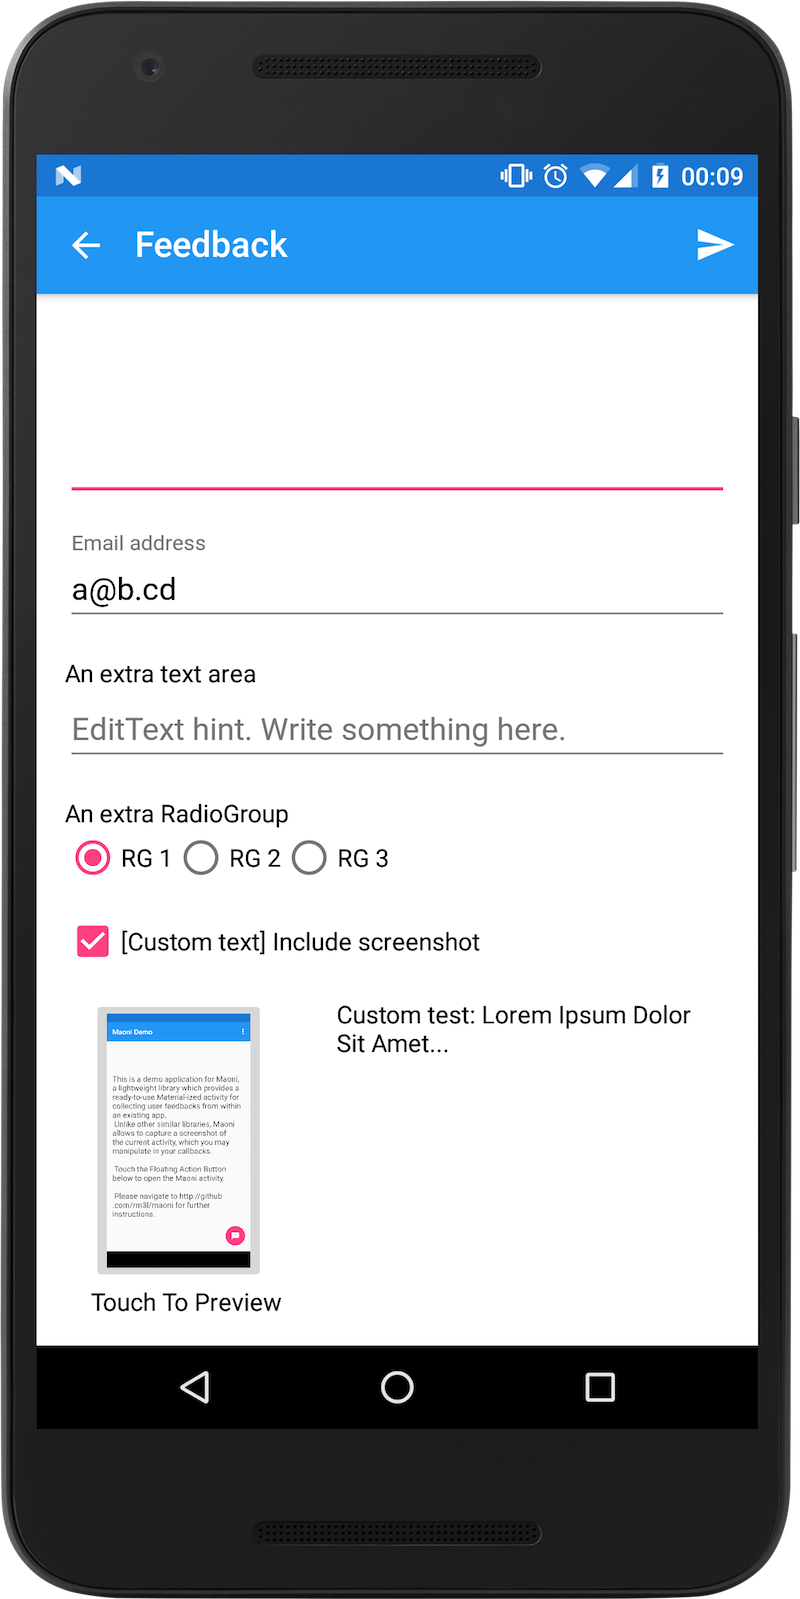 00:09
Feedback
Email address
a@b.cd
An extra text area
EditText hint. Write something here.
An extra RadioGroup
RG 1 RG 2 RG 3
[Custom text] Include screenshot
Maoni Demo
This is a demo application for Maoni,
a lightweight library which provides a
ready-to-use Material-ized activity for
collecting user feedbacks from within
an existing app.
Unlike other similar libraries, Maoni
allows to capture a screenshot of
the current activity, which you may
manipulate in your callbacks.
Touch the Floating Action Button
below to open the Maoni activity.
Please navigate to http://github
.com/rm3l/maoni for further
instructions.
Custom test: Lorem Ipsum Dolor
Sit Amet...
Touch To Preview